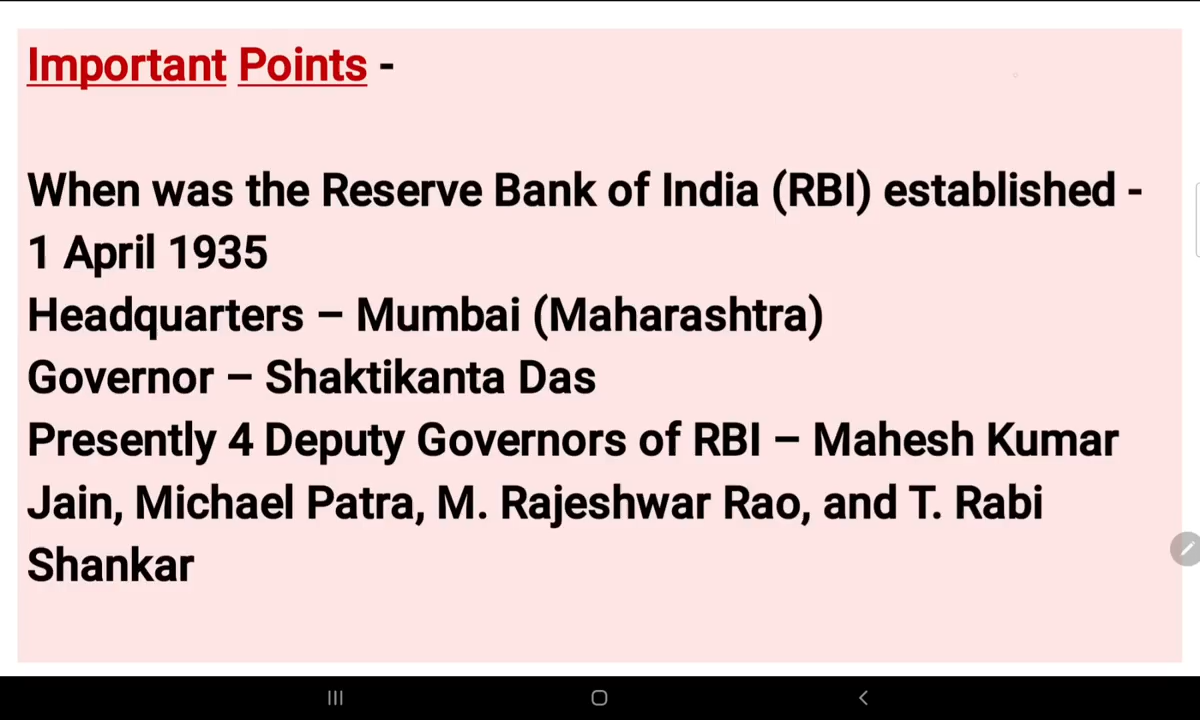 Important Points -
When was the Reserve Bank of India (RBI) established -
1 April 1935
Headquarters – Mumbai (Maharashtra)
Governor – Shaktikanta Das
Presently 4 Deputy Governors of RBI – Mahesh Kumar
Jain, Michael Patra, M. Rajeshwar Rao, and T. Rabi
Shankar